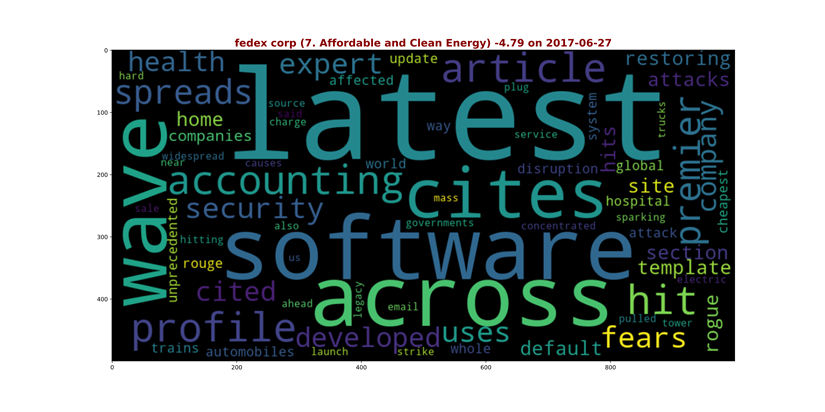 fedex corp (7. Affordable and Clean Energy) -4.79 on 2017-06-27
0
100
200
300
400
0 200 400 600 800
health expert update article restoring
hard spreads affected latest plug attacks
source said charge home companies
way service system hits trucks
premier company cheapest
wave widespread near causes world disruption global
accounting cites mass site hospital
security also governments concentrated sparking
unprecedented sale hitting us software attack section
rouge template electric
cited ahead legacy email across hit rogue
profile developed uses pulled tower fears
trains automobiles launch strike whole default